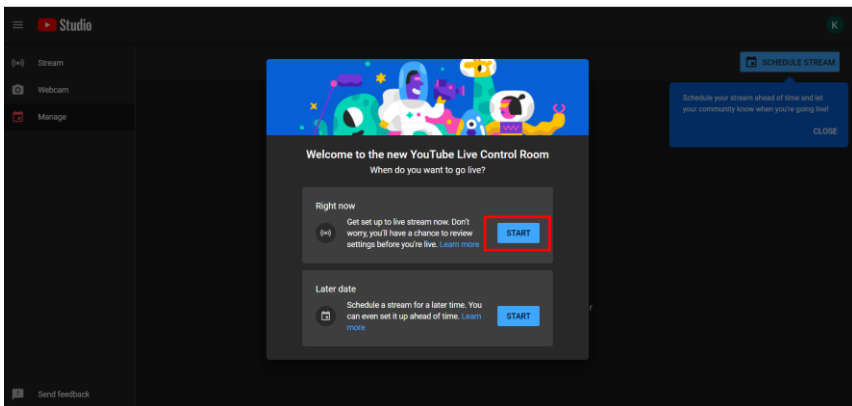 Studio
K
Stream
Webcam
Manage
SCHEDULE STREAM
Schedule your stream ahead of time and let
your community know when you're going live!
CLOSE
Welcome to the new YouTube Live Control Room
When do you want to go live?
Right now
Get set up to live stream now. Don't
worry, you'll have a chance to review
settings before you're live. Learn more
START
Later date
Schedule a stream for a later time. You
can even set it up ahead of time. Learn
more
START
r
Send feedback